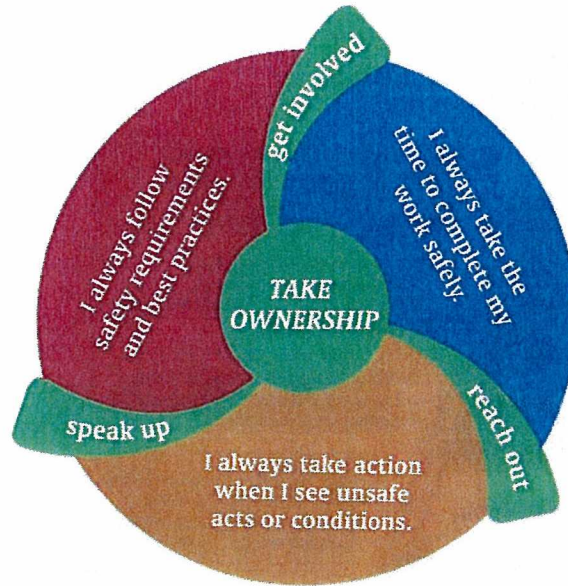 get involved
I always follow
safety requirements
and best practices.
I always take the
time to complete my
work safely.
TAKE
OWNERSHIP
speak up
reach out
I always take action
when I see unsafe
acts or conditions.